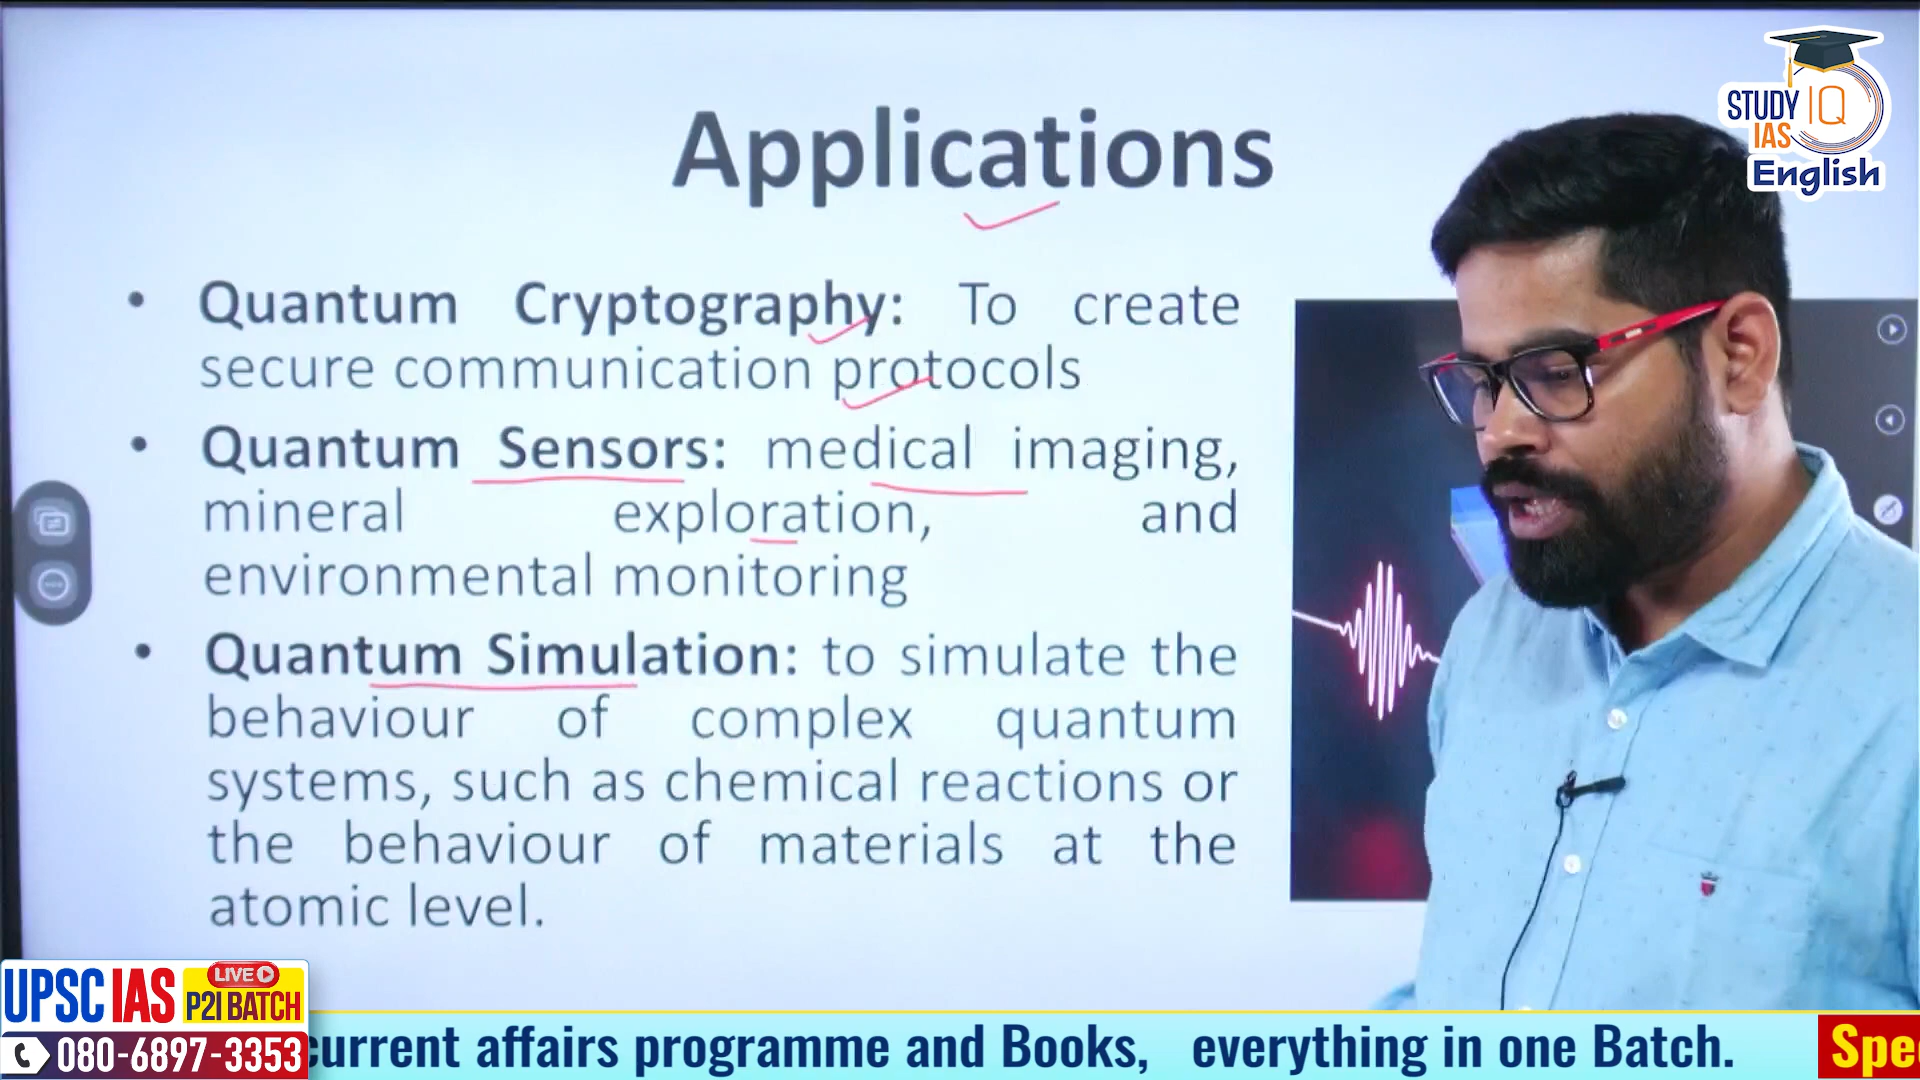 STUDY IQ
IAS
English
Applications
• Quantum Cryptography: To create
secure communication protocols
• Quantum Sensors: medical imaging,
mineral exploration, and
environmental monitoring
• Quantum Simulation: to simulate the
behaviour of complex quantum
systems, such as chemical reactions or
the behaviour of materials at the
atomic level.
LIVE
UPSC IAS P2I BATCH
080-6897-3353
current affairs programme and Books, everything in one Batch.